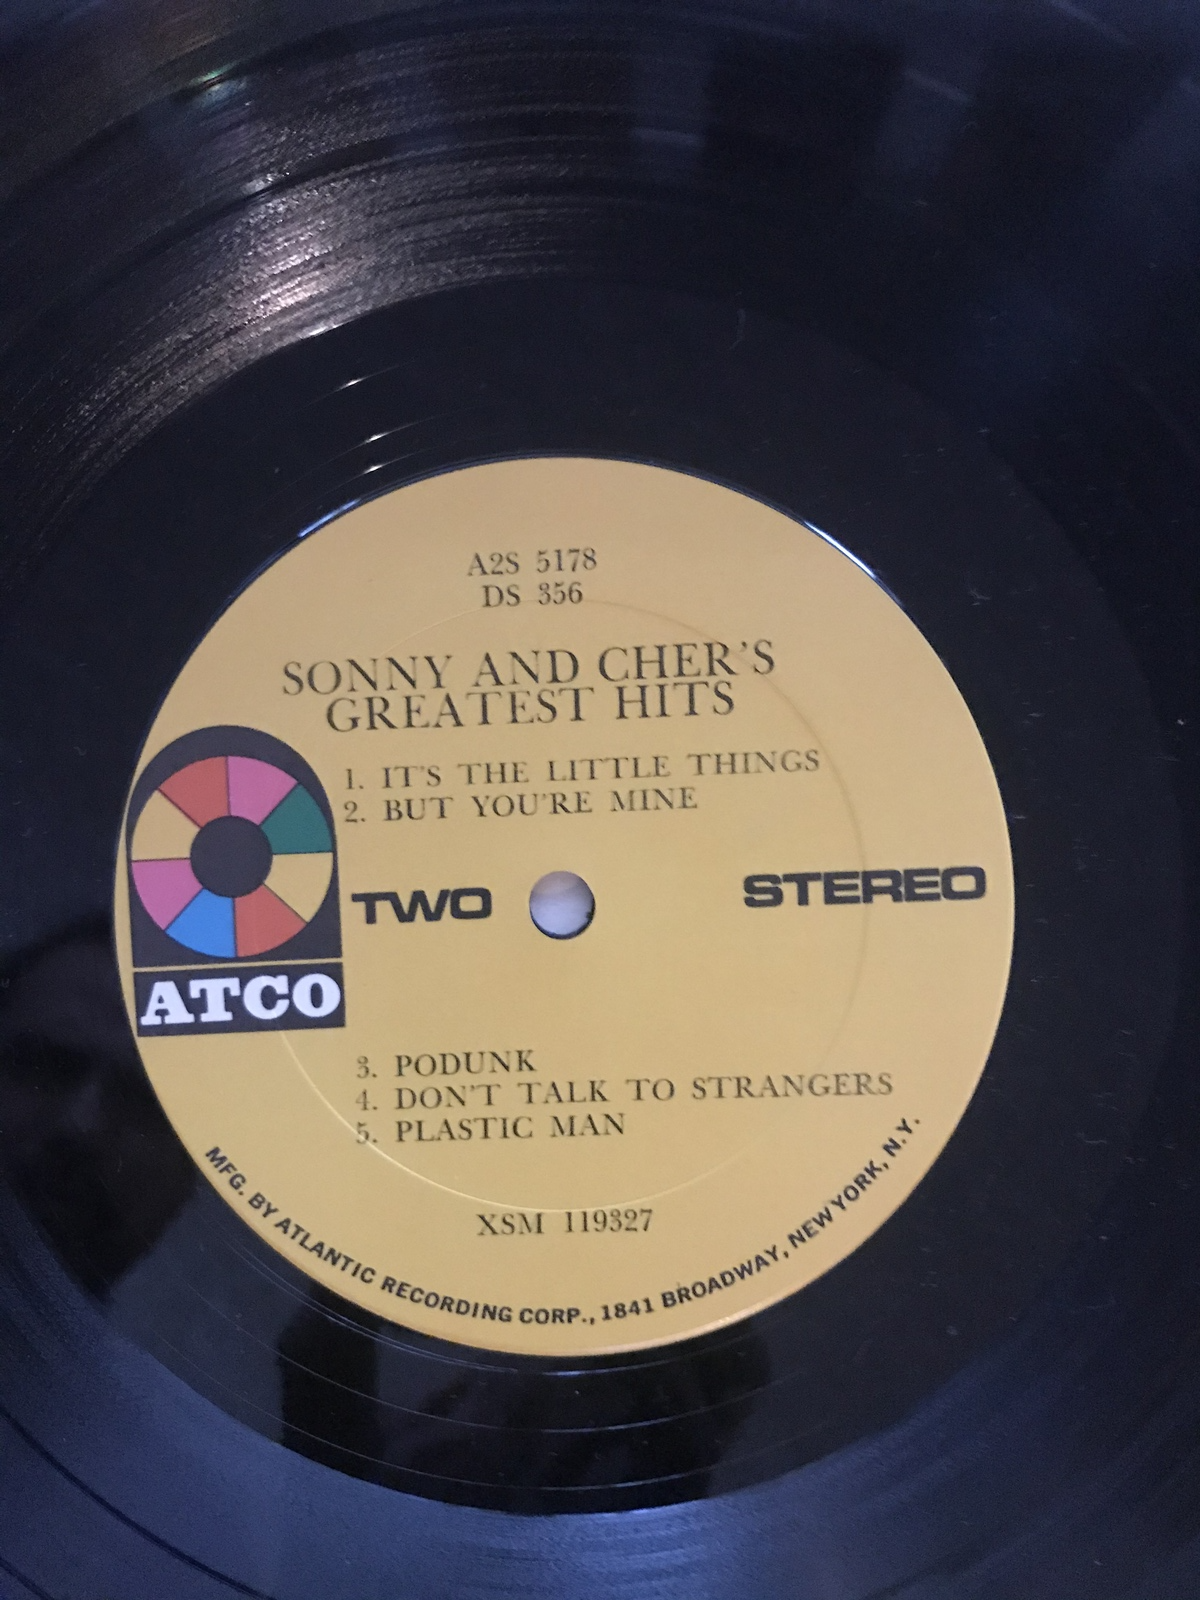 A2S 5178
DS 356
SONNY AND CHER'S
GREATEST HITS
1. IT'S THE LITTLE THINGS
2. BUT YOU'RE MINE
TWO
STEREO
ATCO
3. PODUNK
4. DON'T TALK TO STRANGERS
5. PLASTIC MAN
XSM 119327
MFG. BY ATLANTIC RECORDING CORP., 1841 BROADWAY, NEW YORK, N.Y.